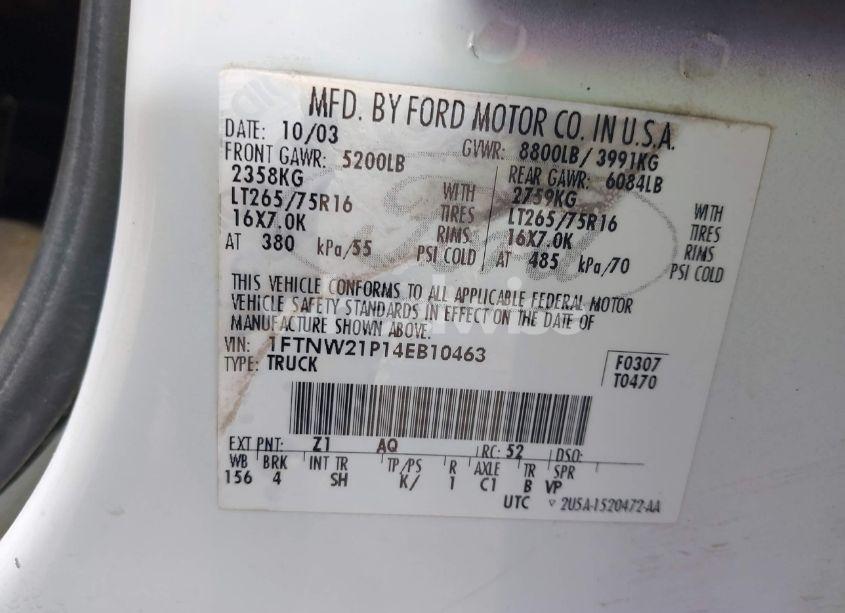 MFD. BY FORD MOTOR CO. IN U.S.A.
DATE: 10/03 GVWR: 8800LB/ 3991KG
FRONT GAWR: 5200LB REAR GAWR: 6084LB
2358KG WITH 2759KG WITH
LT265/75R16 TIRES LT265/75R16 TIRES
16X7.0K RIMS 16X7.0K RIMS
AT 380 kPa/55 PSI COLD AT 485 kPa/70 PSI COLD
Ford
THIS VEHICLE CONFORMS TO ALL APPLICABLE FEDERAL MOTOR
VEHICLE SAFETY STANDARDS IN EFFECT ON THE DATE OF
MANUFACTURE SHOWN ABOVE.
VIN: 1FTNW21P14EB10463
TYPE: TRUCK
F0307
T0470
EXT PNT: Z1 AQ RC: 52 DSO:
WB BRK INT TR TP/PS R AXLE TR SPR
156 4 SH K/ 1 C1 B VP
UTC ▽ 2U5A-1520472-AA